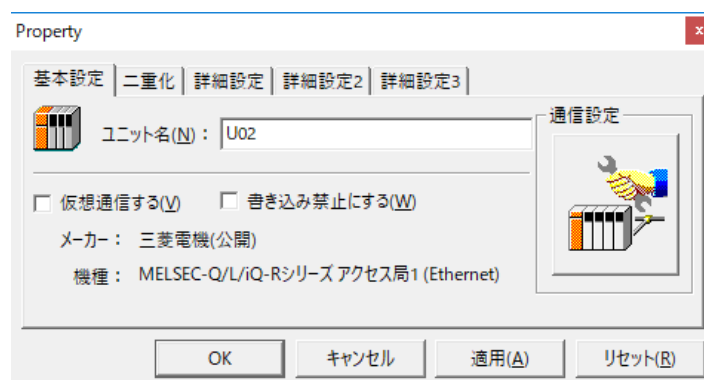 Property
x
基本設定 二重化 詳細設定 詳細設定2 詳細設定3
通信設定
ユニット名(N)： U02
仮想通信する(V) 書き込み禁止にする(W)
メーカー： 三菱電機(公開)
機種： MELSEC-Q/L/iQ-Rシリーズ アクセス局1 (Ethernet)
OK キャンセル 適用(A) リセット(R)